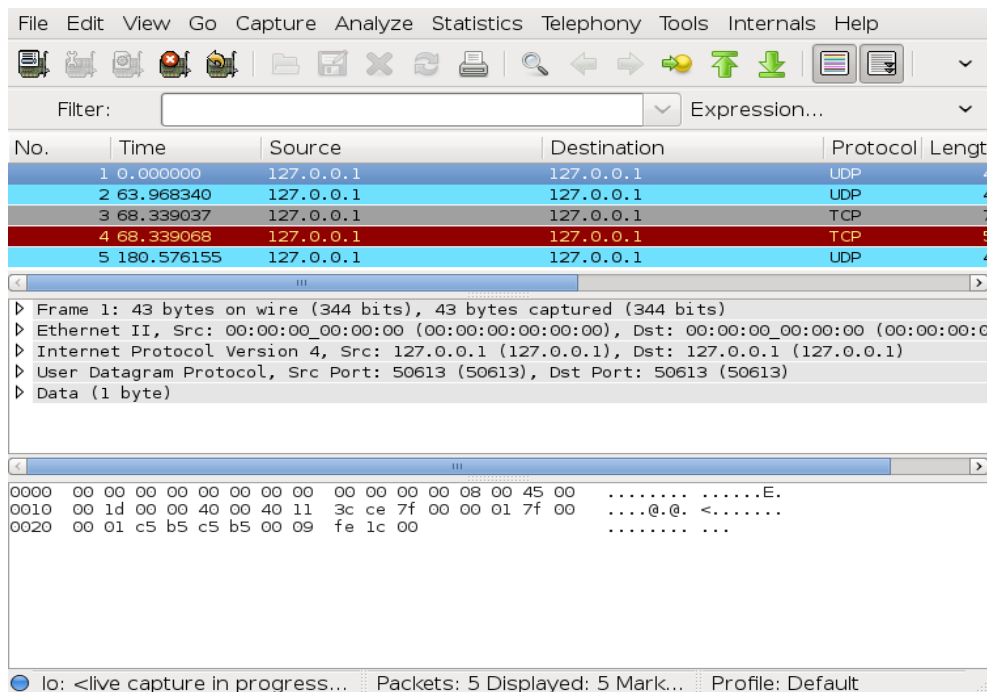 File Edit View Go Capture Analyze Statistics Telephony Tools Internals Help
Filter: Expression...
No. Time Source Destination Protocol Lengt
1 0.000000 127.0.0.1 127.0.0.1 UDP 4
2 63.968340 127.0.0.1 127.0.0.1 UDP 4
3 68.339037 127.0.0.1 127.0.0.1 TCP 7
4 68.339068 127.0.0.1 127.0.0.1 TCP 5
5 180.576155 127.0.0.1 127.0.0.1 UDP 4
Frame 1: 43 bytes on wire (344 bits), 43 bytes captured (344 bits)
Ethernet II, Src: 00:00:00_00:00:00 (00:00:00:00:00:00), Dst: 00:00:00_00:00:00 (00:00:00:0
Internet Protocol Version 4, Src: 127.0.0.1 (127.0.0.1), Dst: 127.0.0.1 (127.0.0.1)
User Datagram Protocol, Src Port: 50613 (50613), Dst Port: 50613 (50613)
Data (1 byte)
0000 00 00 00 00 00 00 00 00 00 00 00 00 08 00 45 00 ........ ......E.
0010 00 1d 00 00 40 00 40 11 3c ce 7f 00 00 01 7f 00 ....@.@. <.......
0020 00 01 c5 b5 c5 b5 00 09 fe 1c 00 ........ ...
lo: <live capture in progress... Packets: 5 Displayed: 5 Mark... Profile: Default